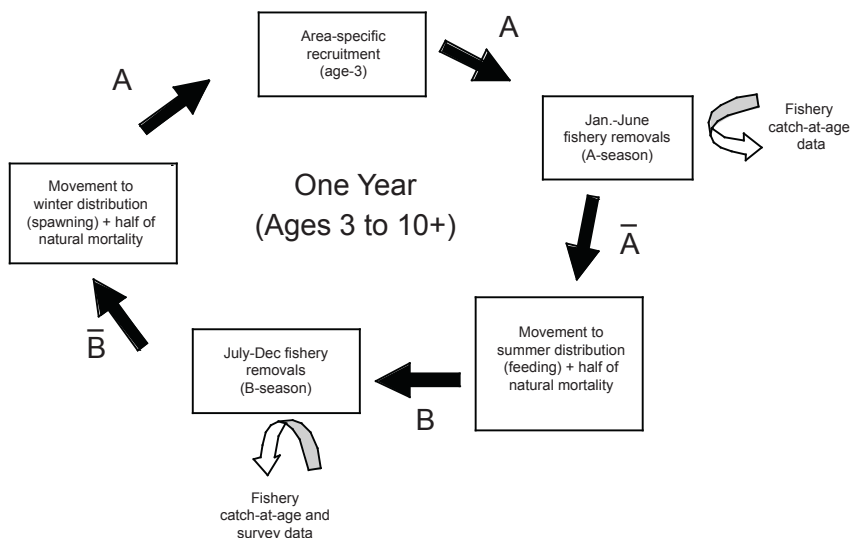 Area-specific
recruitment
(age-3)
A
Jan.-June
fishery removals
(A-season)
Fishery
catch-at-age
data
A̅
Movement to
summer distribution
(feeding) + half of
natural mortality
B
July-Dec fishery
removals
(B-season)
Fishery
catch-at-age and
survey data
B̅
Movement to
winter distribution
(spawning) + half of
natural mortality
A
One Year
(Ages 3 to 10+)